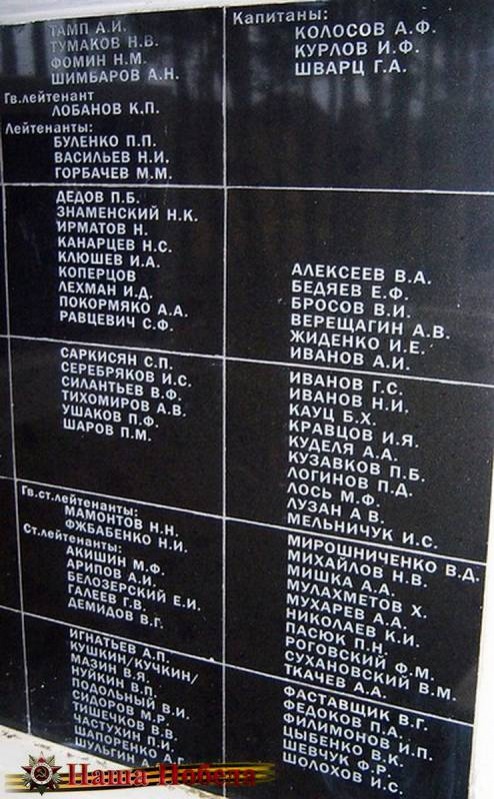 ТАМП А.И.
ТУМАКОВ Н.В.
ФОМИН Н.М.
ШИМБАРОВ А.Н.
Гв.лейтенант
ЛОБАНОВ К.П.
Лейтенанты:
БУЛЕНКО П.П.
ВАСИЛЬЕВ Н.И.
ГОРБАЧЕВ М.М.
ДЕДОВ П.Б.
ЗНАМЕНСКИЙ Н.К.
ИРМАТОВ Н.
КАНАРЦЕВ Н.С.
КЛЮШЕВ И.А.
КОПЕРЦОВ
ЛЕХМАН И.Д.
ПОКОРМЯКО А.А.
РАВЦЕВИЧ С.Ф.
САРКИСЯН С.П.
СЕРЕБРЯКОВ И.С.
СИЛАНТЬЕВ В.Ф.
ТИХОМИРОВ А.В.
УШАКОВ П.Ф.
ШАРОВ П.М.
Гв.ст.лейтенанты:
МАМОНТОВ Н.Н.
ФЖБАБЕНКО Н.И.
Ст.лейтенанты:
АКИШИН М.Ф.
АРИПОВ А.И.
БЕЛОЗЕРСКИЙ Е.И.
ГАЛЕЕВ Г.В.
ДЕМИДОВ В.Г.
ИГНАТЬЕВ А.П.
КУШКИН/КУЧКИН/
МАЗИН В.Я.
НУЙКИН В.П.
ПОДОЛЬНЫЙ В.И.
СИДОРОВ М.Р.
ТИШЕЧКОВ В.В.
ЧАСТУХИН П.И.
ШАПОРЕНКО
ШУЛЬГИН А.
Капитаны:
КОЛОСОВ А.Ф.
КУРЛОВ И.Ф.
ШВАРЦ Г.А.
АЛЕКСЕЕВ В.А.
БЕДЯЕВ Е.Ф.
БРОСОВ В.И.
ВЕРЕЩАГИН А.В.
ЖИДЕНКО И.Е.
ИВАНОВ А.И.
ИВАНОВ Г.С.
ИВАНОВ Н.И.
КАУЦ Б.Х.
КРАВЦОВ И.Я.
КУДЕЛЯ А.А.
КУЗАВКОВ П.Б.
ЛОГИНОВ П.Д.
ЛОСЬ М.Ф.
ЛУЗАН А В.
МЕЛЬНИЧУК И.С.
МИРОШНИЧЕНКО В.Д.
МИХАЙЛОВ Н.В.
МИШКА А.А.
МУЛАХМЕТОВ Х.
МУХАРЕВ А.А.
НИКОЛАЕВ К.И.
ПАСЮК П.Н.
РОГОВСКИЙ Ф.М.
СУХАНОВСКИЙ В.М.
ТКАЧЕВ А.А.
ФАСТАВЩИК В.Г.
ФЕДОКОВ П.А.
ФИЛИМОНОВ И.П.
ЦЫБЕНКО В.К.
ШЕВЧУК Ф.Р.
ШОЛОХОВ И.С.
Наша Победа